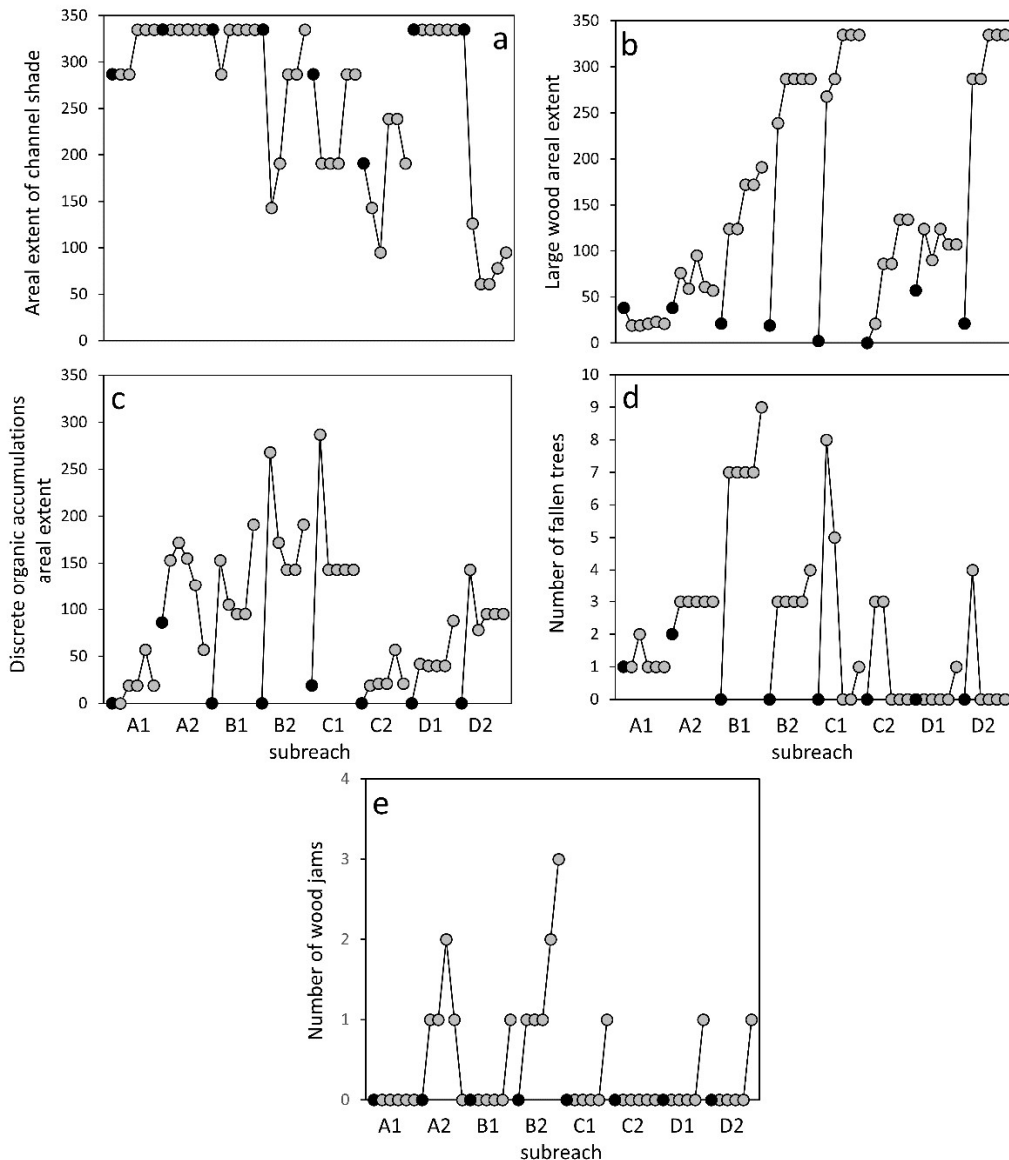 a
Areal extent of channel shade
350
300
250
200
150
100
50
0
b
Large wood areal extent
350
300
250
200
150
100
50
0
c
Discrete organic accumulations
areal extent
350
300
250
200
150
100
50
0
A1 A2 B1 B2 C1 C2 D1 D2
subreach
d
Number of fallen trees
10
9
8
7
6
5
4
3
2
1
0
A1 A2 B1 B2 C1 C2 D1 D2
subreach
e
Number of wood jams
4
3
2
1
0
A1 A2 B1 B2 C1 C2 D1 D2
subreach